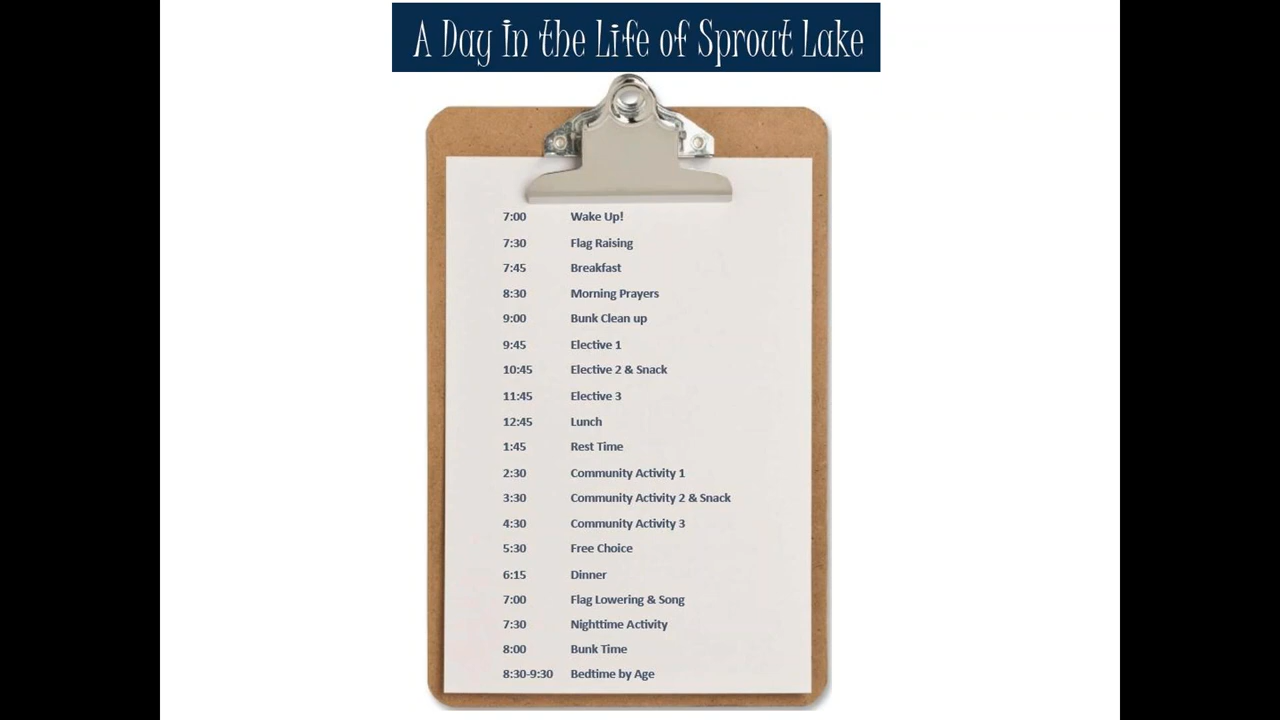 A Day In the Life of Sprout Lake
7:00 Wake Up!
7:30 Flag Raising
7:45 Breakfast
8:30 Morning Prayers
9:00 Bunk Clean up
9:45 Elective 1
10:45 Elective 2 & Snack
11:45 Elective 3
12:45 Lunch
1:45 Rest Time
2:30 Community Activity 1
3:30 Community Activity 2 & Snack
4:30 Community Activity 3
5:30 Free Choice
6:15 Dinner
7:00 Flag Lowering & Song
7:30 Nighttime Activity
8:00 Bunk Time
8:30-9:30 Bedtime by Age